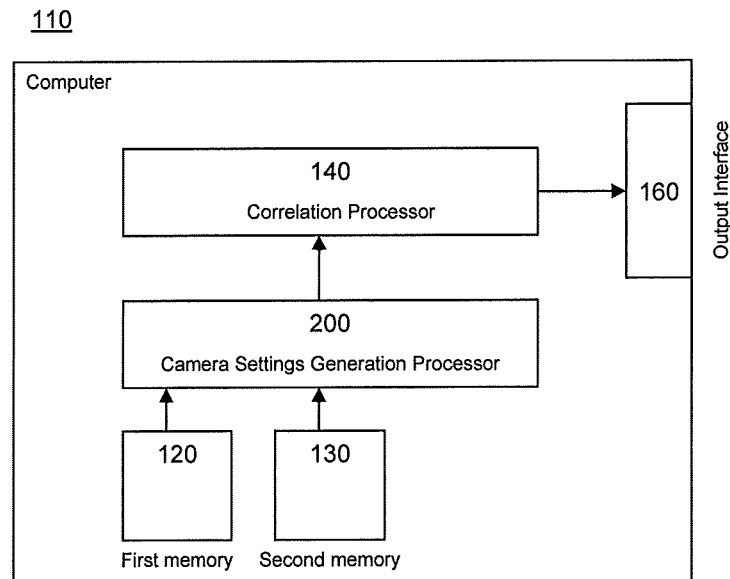 110
Computer
140
Correlation Processor
160
Output Interface
200
Camera Settings Generation Processor
120
130
First memory
Second memory